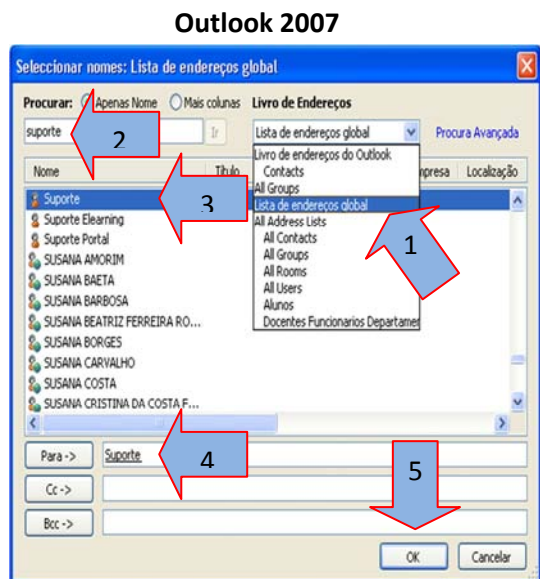 Outlook 2007
Seleccionar nomes: Lista de endereços global
Procurar: Apenas Nome Mais colunas Livro de Endereços
suporte 2 Ir Lista de endereços global Procura Avançada
Nome Título
Livro de endereços do Outlook
Contacts
All Groups
Lista de endereços global
All Address Lists
All Contacts
All Groups
All Rooms
All Users
Alunos
Docentes Funcionarios Departamen
Localização
1
3
Suporte
Suporte Elearning
Suporte Portal
SUSANA AMORIM
SUSANA BAETA
SUSANA BARBOSA
SUSANA BEATRIZ FERREIRA RO...
SUSANA BORGES
SUSANA CARVALHO
SUSANA COSTA
SUSANA CRISTINA DA COSTA F...
Para -> Suporte 4
Cc ->
Bcc ->
5
OK Cancelar